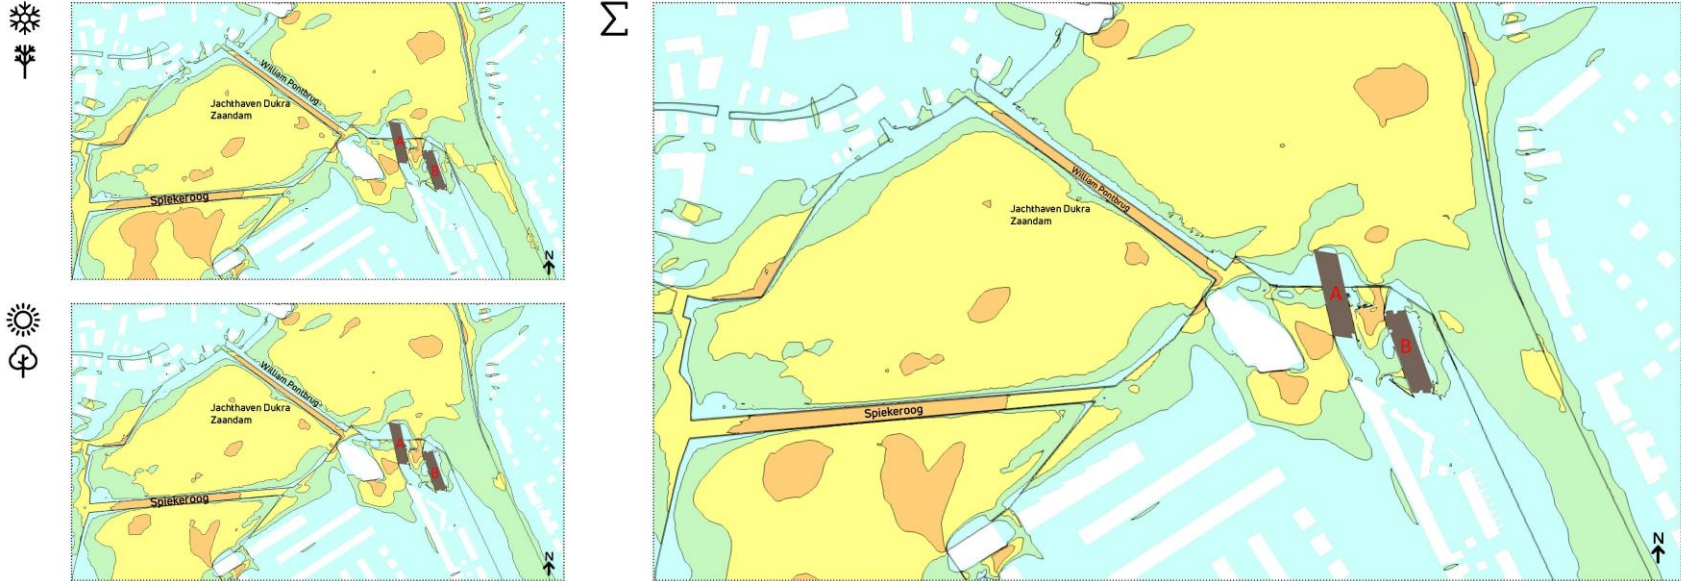 William Pontbrug
Jachthaven Dukra
Zaandam
A
B
Spiekeroog
N
William Pontbrug
Jachthaven Dukra
Zaandam
A
B
Spiekeroog
N
Σ
William Pontbrug
Jachthaven Dukra
Zaandam
A
B
Spiekeroog
N